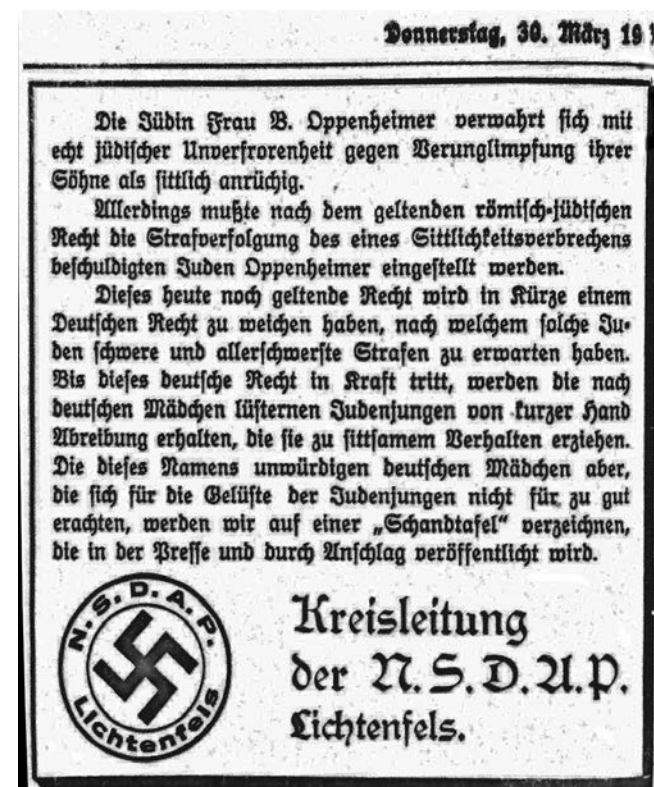 Donnerstag, 30. März 19
Die Jüdin Frau B. Oppenheimer verwahrt sich mit
echt jüdischer Unverfrorenheit gegen Verunglimpfung ihrer
Söhne als sittlich anrüchig.
Allerdings mußte nach dem geltenden römisch-jüdischen
Recht die Strafverfolgung des eines Sittlichkeitsverbrechens
beschuldigten Juden Oppenheimer eingestellt werden.
Dieses heute noch geltende Recht wird in Kürze einem
Deutschen Recht zu weichen haben, nach welchem solche Ju-
den schwere und allerschwerste Strafen zu erwarten haben.
Bis dieses deutsche Recht in Kraft tritt, werden die nach
deutschen Mädchen lüsternen Judenjungen von kurzer Hand
Abreibung erhalten, die sie zu sittsamem Verhalten erziehen.
Die dieses Namens unwürdigen deutschen Mädchen aber,
die sich für die Gelüste der Judenjungen nicht für zu gut
erachten, werden wir auf einer „Schandtafel“ verzeichnen,
die in der Presse und durch Anschlag veröffentlicht wird.
N.S.D.A.P.
Lichtenfels
Kreisleitung
der N.S.D.A.P.
Lichtenfels.